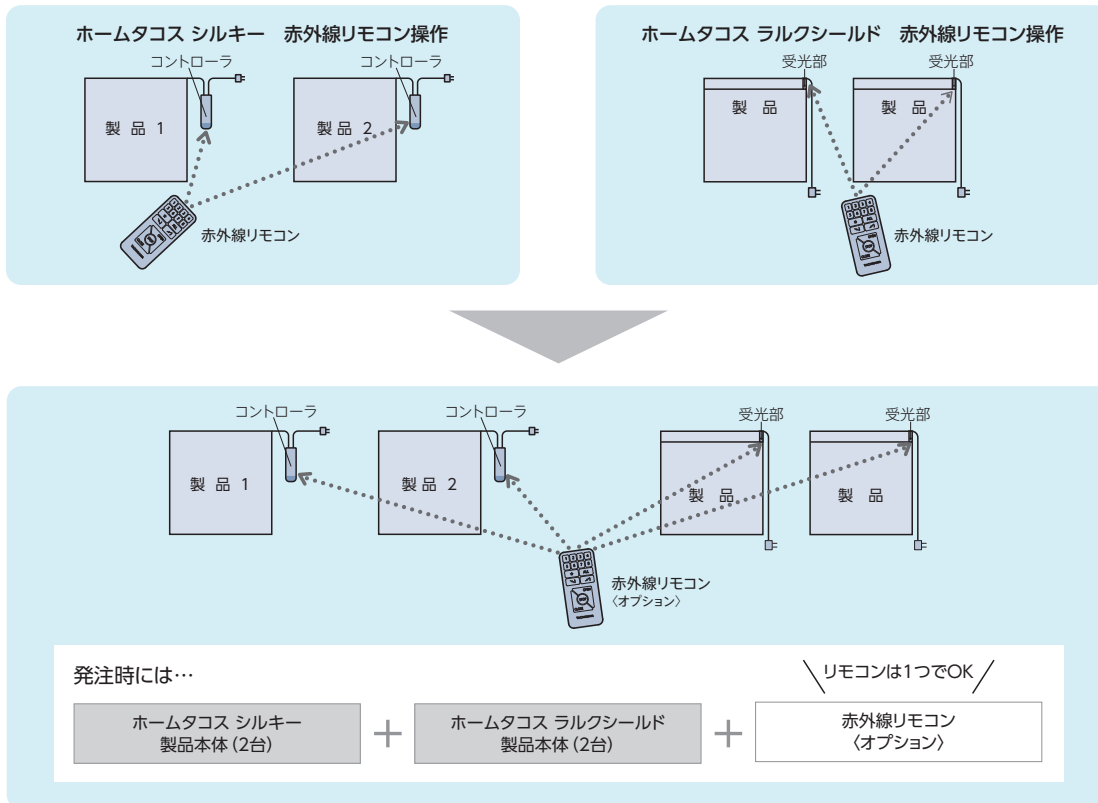 ホームタコス シルキー　赤外線リモコン操作
コントローラ
コントローラ
製品 1
製品 2
赤外線リモコン
ホームタコス ラルクシールド　赤外線リモコン操作
受光部
受光部
製品
製品
赤外線リモコン
コントローラ
コントローラ
受光部
受光部
製品 1
製品 2
製品
製品
赤外線リモコン
〈オプション〉
発注時には…
リモコンは1つでOK
ホームタコス シルキー
製品本体（2台）
＋
ホームタコス ラルクシールド
製品本体（2台）
＋
赤外線リモコン
〈オプション〉